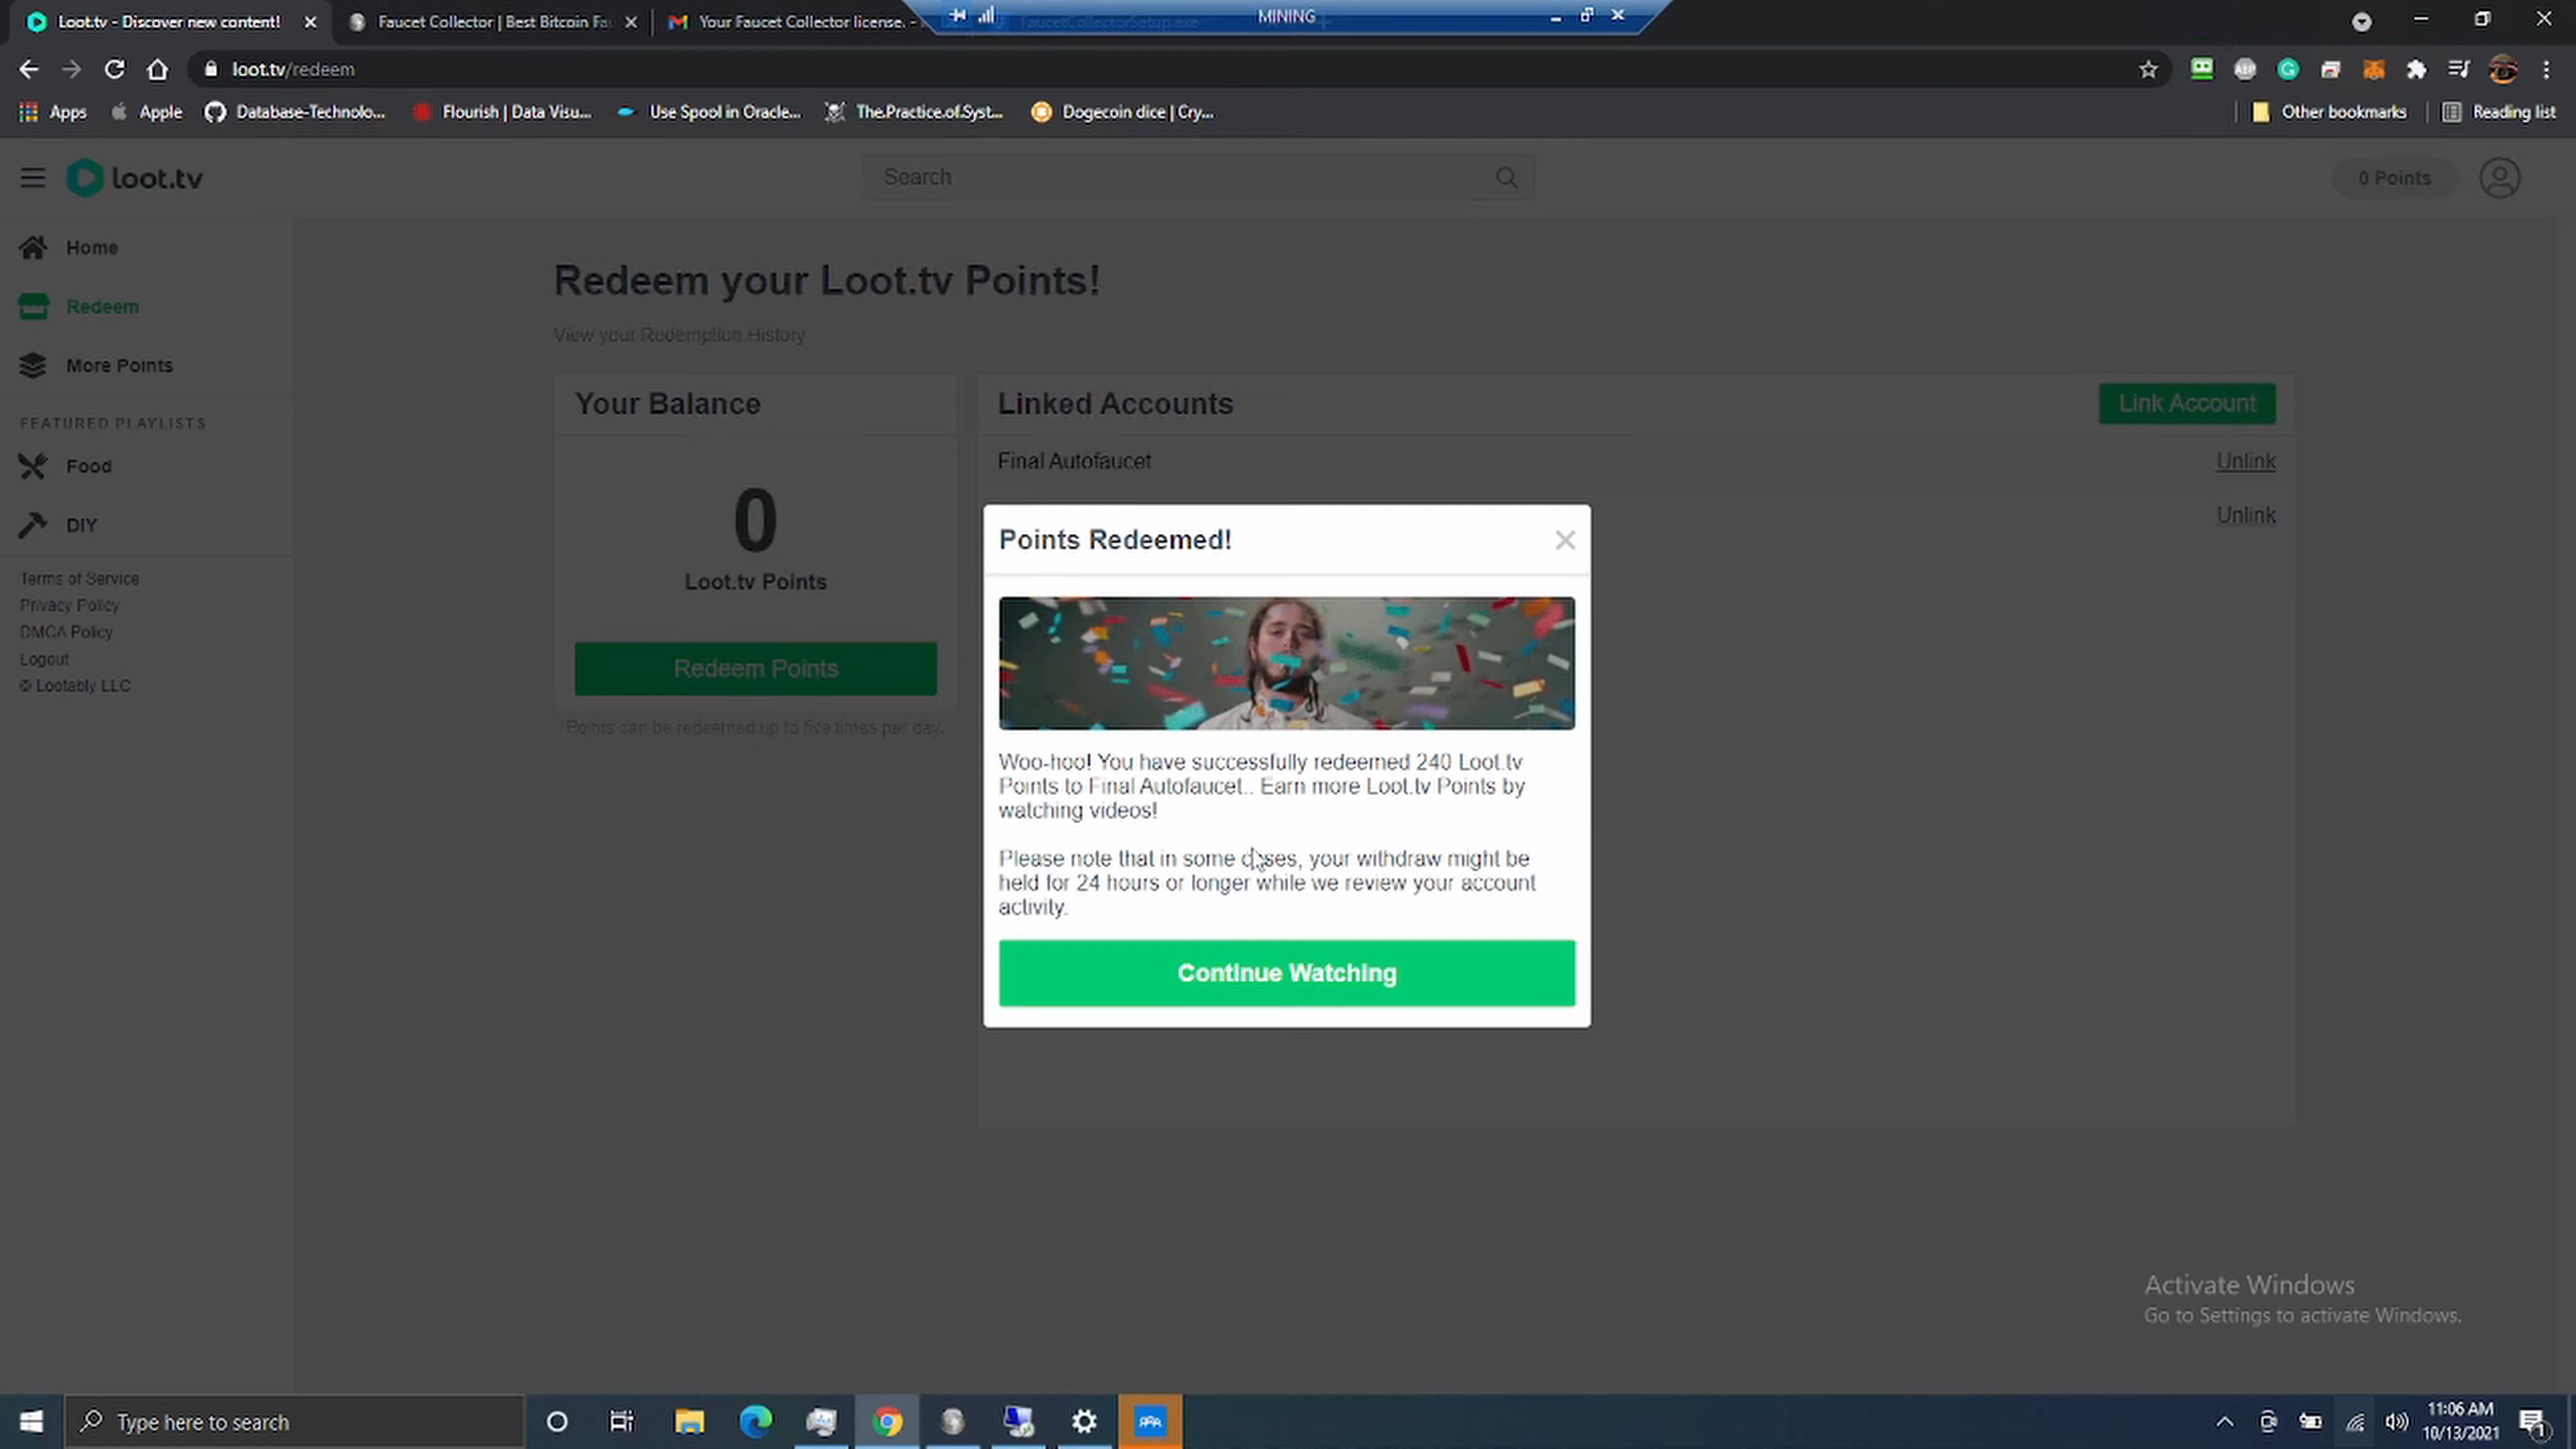 Loot.tv - Discover new content!
Faucet Collector | Best Bitcoin Fa
Your Faucet Collector license. -
FaucetCollectorSetup.exe
MINING
loot.tv/redeem
Apps
Apple
Database-Technolo...
Flourish | Data Visu...
Use Spool in Oracle...
The.Practice.of.Syst...
Dogecoin dice | Cry...
Other bookmarks
Reading list
loot.tv
Search
0 Points
Home
Redeem
More Points
FEATURED PLAYLISTS
Food
DIY
Terms of Service
Privacy Policy
DMCA Policy
Logout
© Lootably LLC
Redeem your Loot.tv Points!
View your Redemption History
Your Balance
0
Loot.tv Points
Redeem Points
Points can be redeemed up to five times per day.
Linked Accounts
Link Account
Final Autofaucet
Unlink
Unlink
Points Redeemed!
Woo-hoo! You have successfully redeemed 240 Loot.tv
Points to Final Autofaucet.. Earn more Loot.tv Points by
watching videos!
Please note that in some cases, your withdraw might be
held for 24 hours or longer while we review your account
activity.
Continue Watching
Activate Windows
Go to Settings to activate Windows.
Type here to search
11:06 AM
10/13/2021